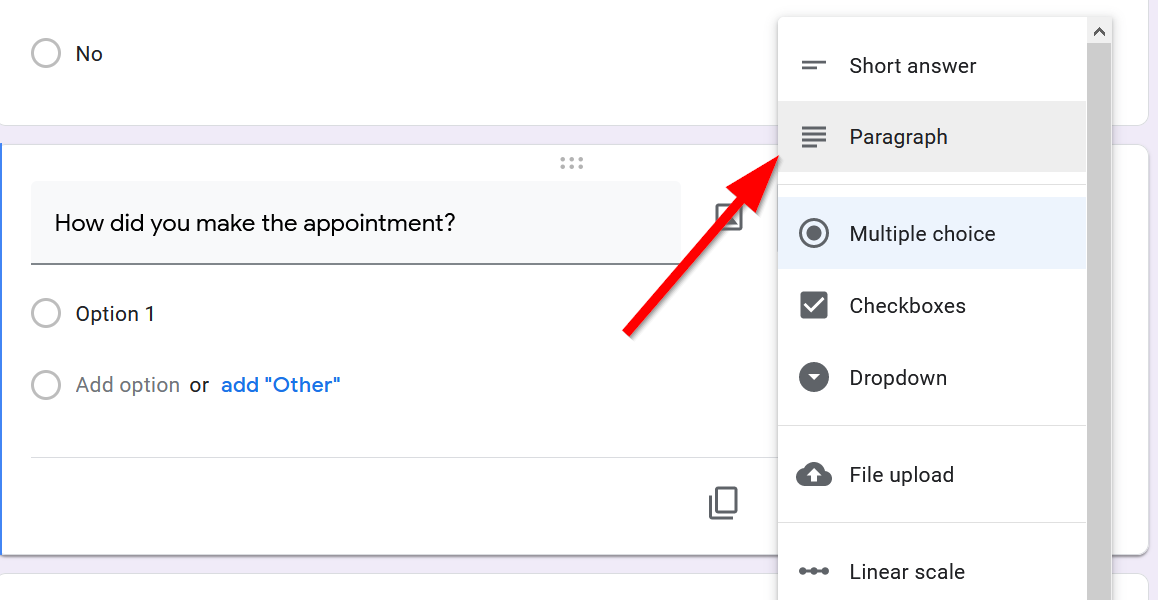 No
How did you make the appointment?
Option 1
Add option or add "Other"
Short answer
Paragraph
Multiple choice
Checkboxes
Dropdown
File upload
Linear scale